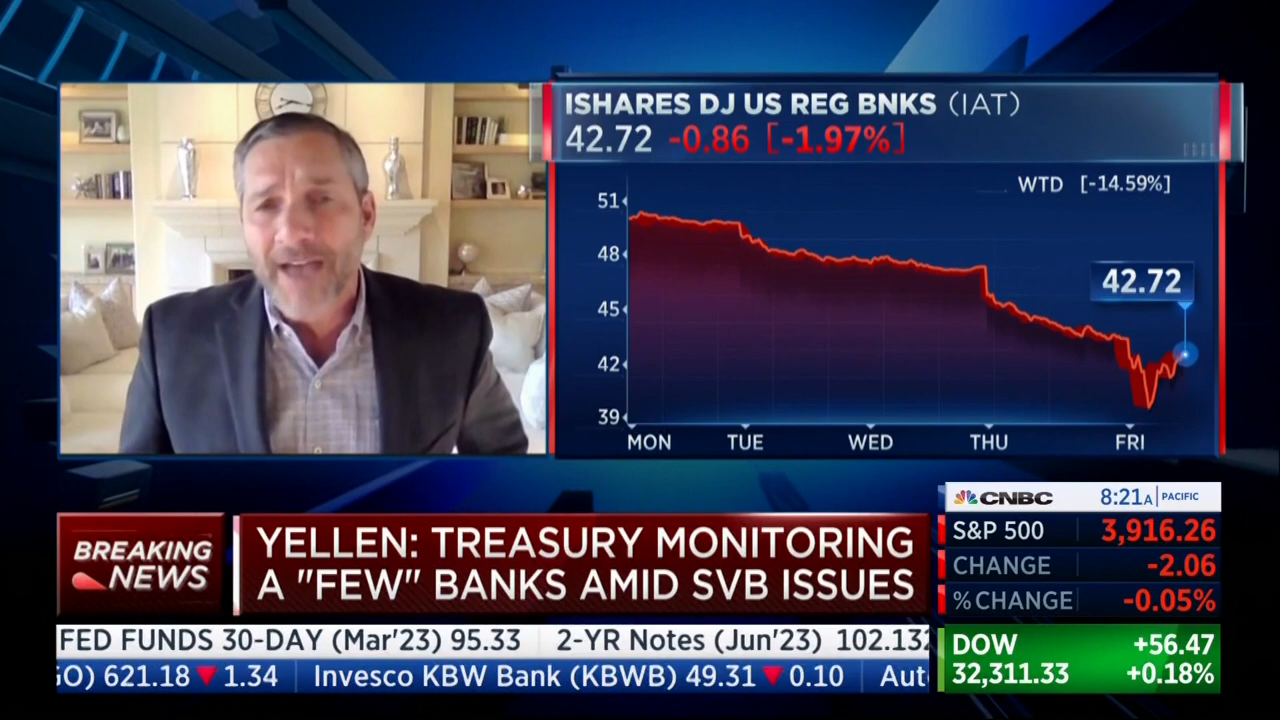 ISHARES DJ US REG BNKS (IAT)
42.72 -0.86 [-1.97%]
WTD [-14.59%]
51
48
45
42
39
42.72
MON TUE WED THU FRI
BREAKING
NEWS
YELLEN: TREASURY MONITORING
A "FEW" BANKS AMID SVB ISSUES
CNBC 8:21A PACIFIC
S&P 500 3,916.26
CHANGE -2.06
% CHANGE -0.05%
DOW +56.47
32,311.33 +0.18%
FED FUNDS 30-DAY (Mar'23) 95.33 2-YR Notes (Jun'23) 102.132
GO) 621.18 ▼ 1.34 Invesco KBW Bank (KBWB) 49.31 ▼ 0.10 Aut